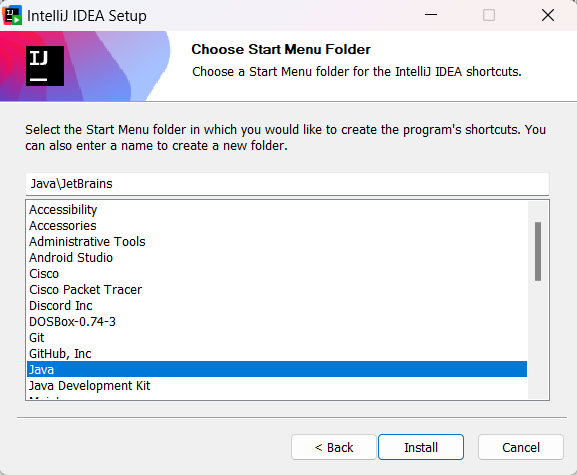 IntelliJ IDEA Setup
IJ
Choose Start Menu Folder
Choose a Start Menu folder for the IntelliJ IDEA shortcuts.
Select the Start Menu folder in which you would like to create the program's shortcuts. You
can also enter a name to create a new folder.
Java\JetBrains
Accessibility
Accessories
Administrative Tools
Android Studio
Cisco
Cisco Packet Tracer
Discord Inc
DOSBox-0.74-3
Git
GitHub, Inc
Java
Java Development Kit
< Back
Install
Cancel